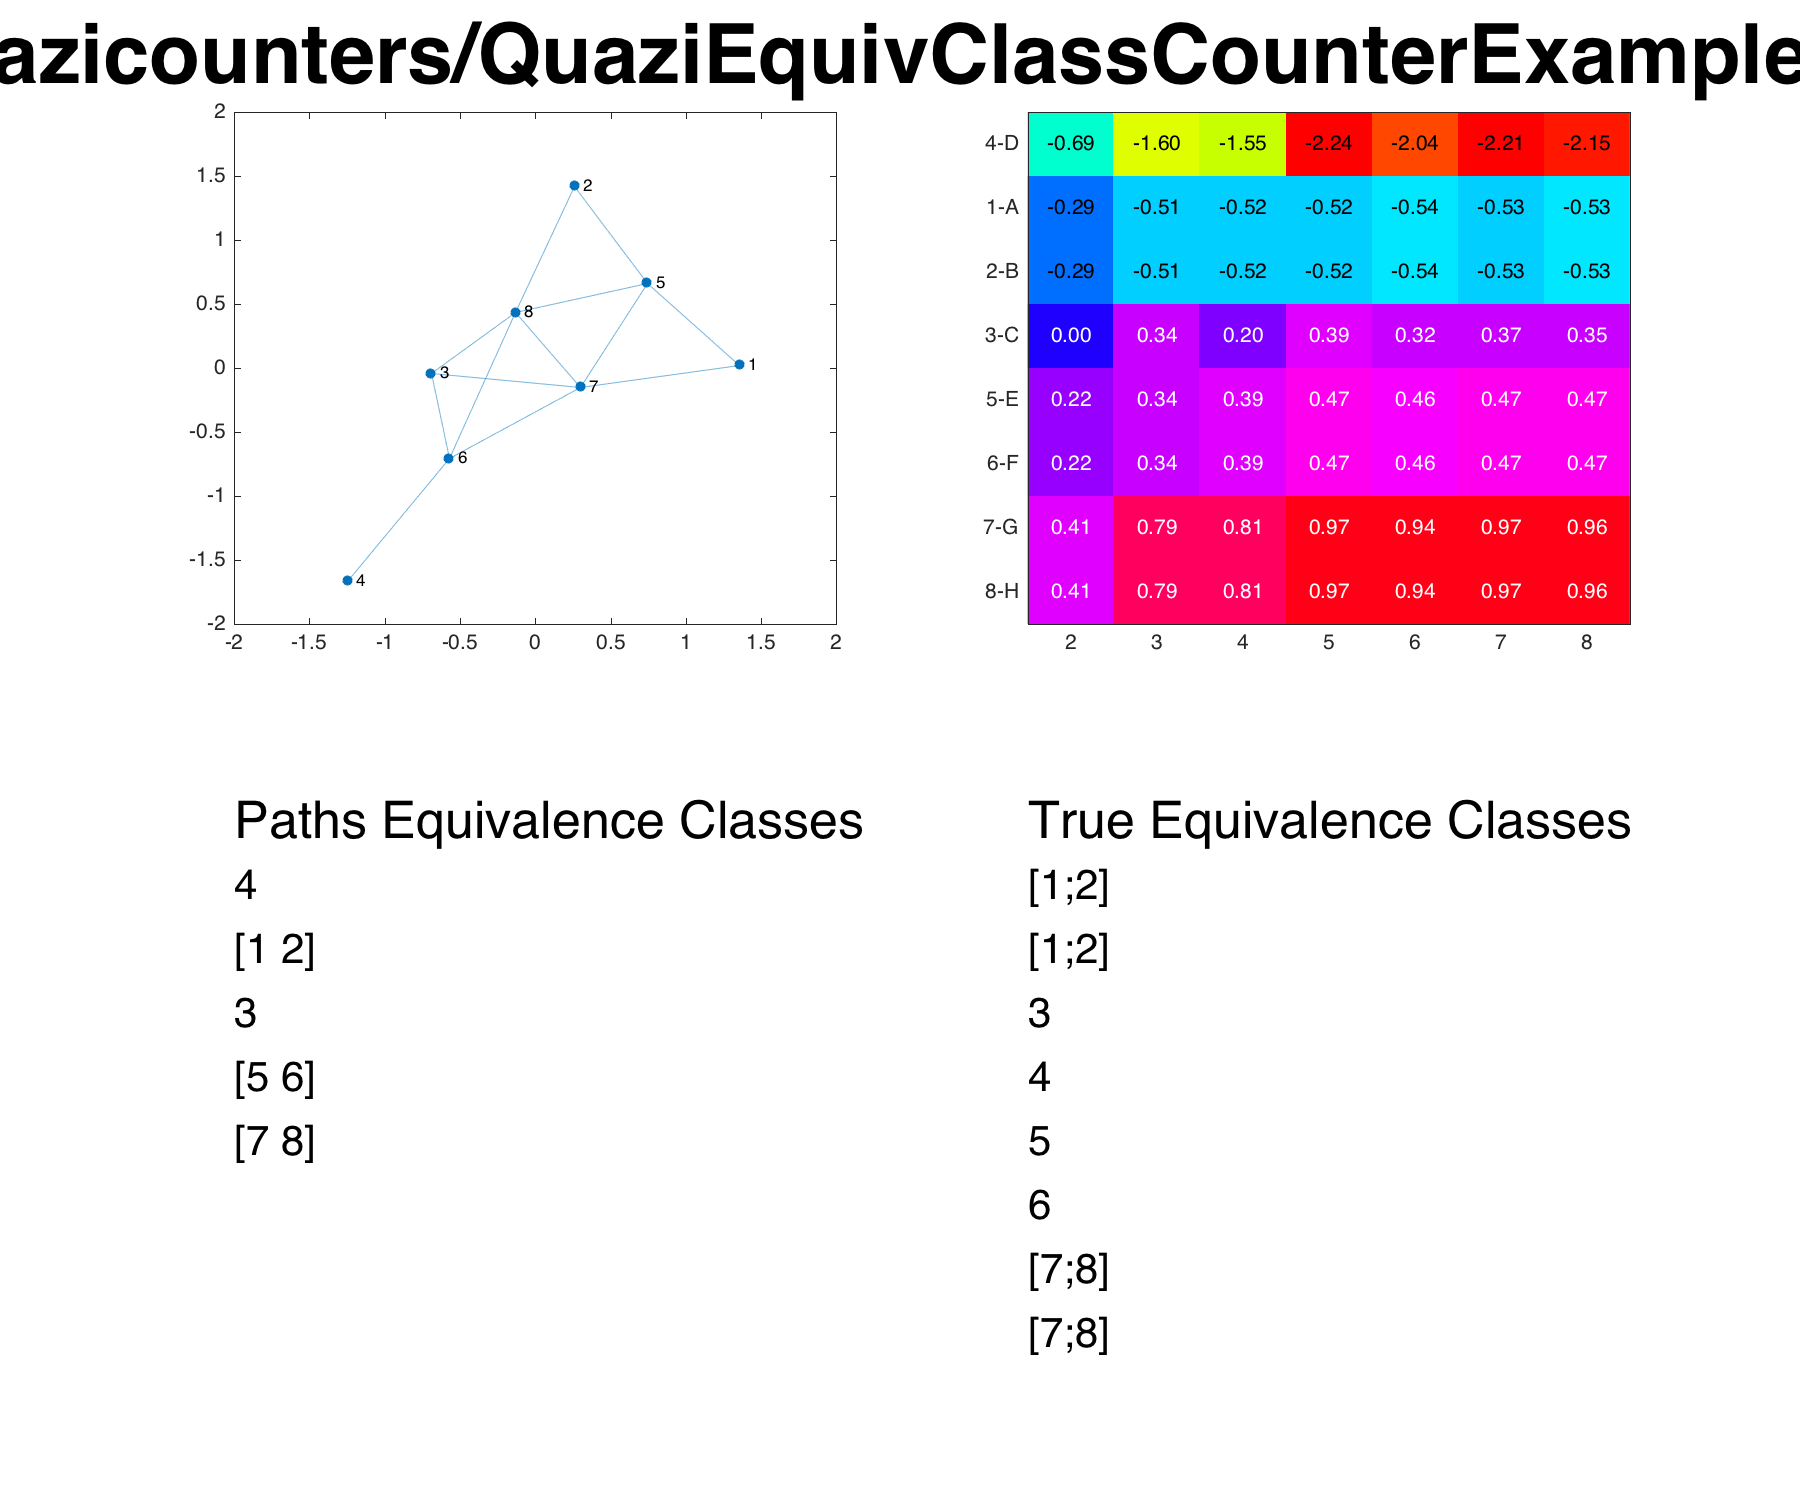 azicounters/QuaziEquivClassCounterExample
2
1.5
1
0.5
0
-0.5
-1
-1.5
-2
-2 -1.5 -1 -0.5 0 0.5 1 1.5 2
2
5
8
1
3
7
6
4
4-D -0.69 -1.60 -1.55 -2.24 -2.04 -2.21 -2.15
1-A -0.29 -0.51 -0.52 -0.52 -0.54 -0.53 -0.53
2-B -0.29 -0.51 -0.52 -0.52 -0.54 -0.53 -0.53
3-C 0.00 0.34 0.20 0.39 0.32 0.37 0.35
5-E 0.22 0.34 0.39 0.47 0.46 0.47 0.47
6-F 0.22 0.34 0.39 0.47 0.46 0.47 0.47
7-G 0.41 0.79 0.81 0.97 0.94 0.97 0.96
8-H 0.41 0.79 0.81 0.97 0.94 0.97 0.96
2 3 4 5 6 7 8
Paths Equivalence Classes
4
[1 2]
3
[5 6]
[7 8]
True Equivalence Classes
[1;2]
[1;2]
3
4
5
6
[7;8]
[7;8]